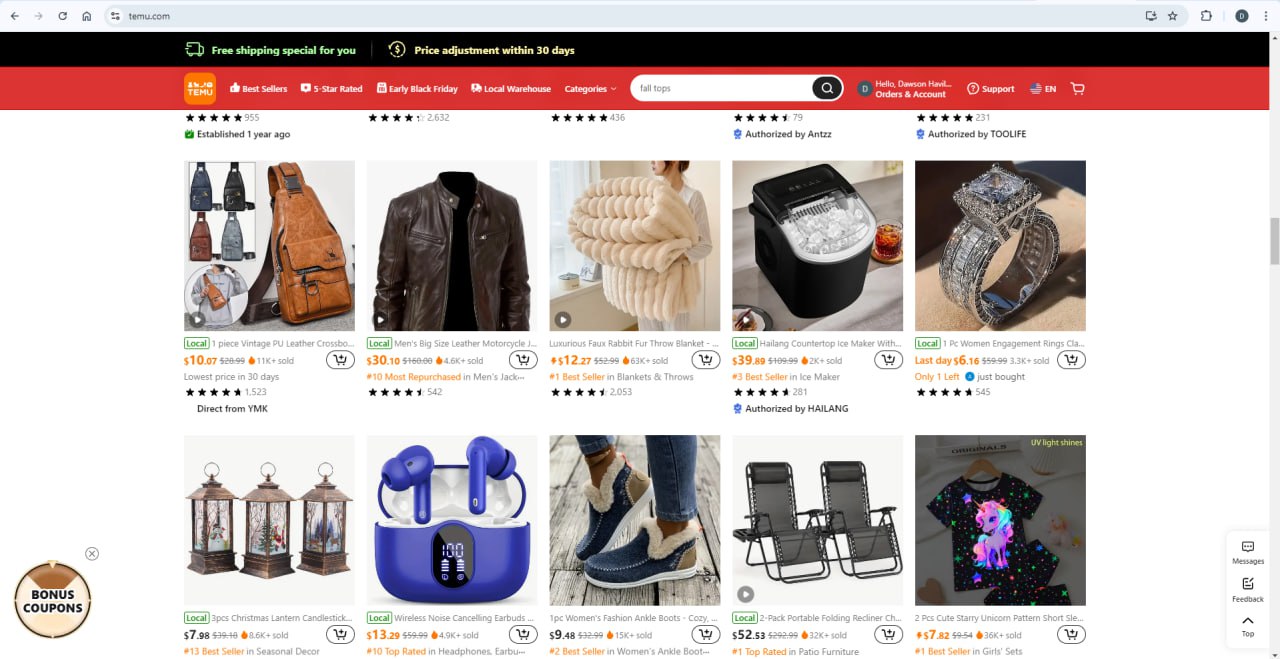 temu.com
D
Free shipping special for you
Price adjustment within 30 days
TEMU
Best Sellers
5-Star Rated
Early Black Friday
Local Warehouse
Categories
fall tops
D
Hello, Dawson Havil...
Orders & Account
Support
EN
955
2,632
436
79
231
Established 1 year ago
Authorized by Antzz
Authorized by TOOLIFE
Local 1 piece Vintage PU Leather Crossbo...
$10.07 $28.99 11K+ sold
Lowest price in 30 days
1,523
Direct from YMK
Local Men's Big Size Leather Motorcycle J...
$30.10 $160.00 4.6K+ sold
#10 Most Repurchased in Men's Jack...
542
Luxurious Faux Rabbit Fur Throw Blanket - ...
$12.27 $52.99 63K+ sold
#1 Best Seller in Blankets & Throws
2,053
Local Hailang Countertop Ice Maker With...
$39.89 $109.99 2K+ sold
#3 Best Seller in Ice Maker
281
Authorized by HAILANG
Local 1 Pc Women Engagement Rings Cla...
Last day $6.16 $59.99 3.3K+ sold
Only 1 Left just bought
545
100
UV light shines
ORIGINALS
Local 3pcs Christmas Lantern Candlestick...
$7.98 $39.18 8.6K+ sold
#13 Best Seller in Seasonal Decor
Local Wireless Noise Cancelling Earbuds ...
$13.29 $59.99 4.9K+ sold
#10 Top Rated in Headphones, Earbu...
1pc Women's Fashion Ankle Boots - Cozy, ...
$9.48 $32.99 15K+ sold
#2 Best Seller in Women's Ankle Boot...
Local 2-Pack Portable Folding Recliner Ch...
$52.53 $292.99 32K+ sold
#1 Top Rated in Patio Furniture
2 Pcs Cute Starry Unicorn Pattern Short Sle...
$7.82 $9.54 36K+ sold
#1 Best Seller in Girls' Sets
BONUS
COUPONS
Messages
Feedback
Top